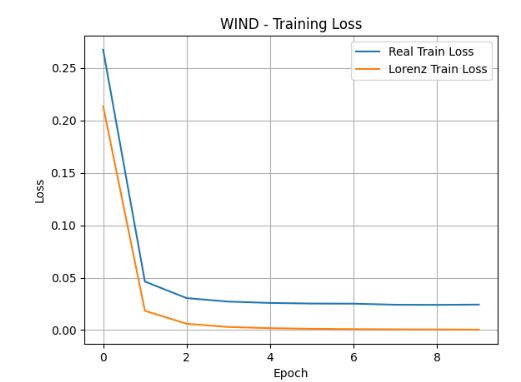 WIND - Training Loss
Real Train Loss
Lorenz Train Loss
0.25
0.20
0.15
0.10
0.05
0.00
Loss
0 2 4 6 8
Epoch